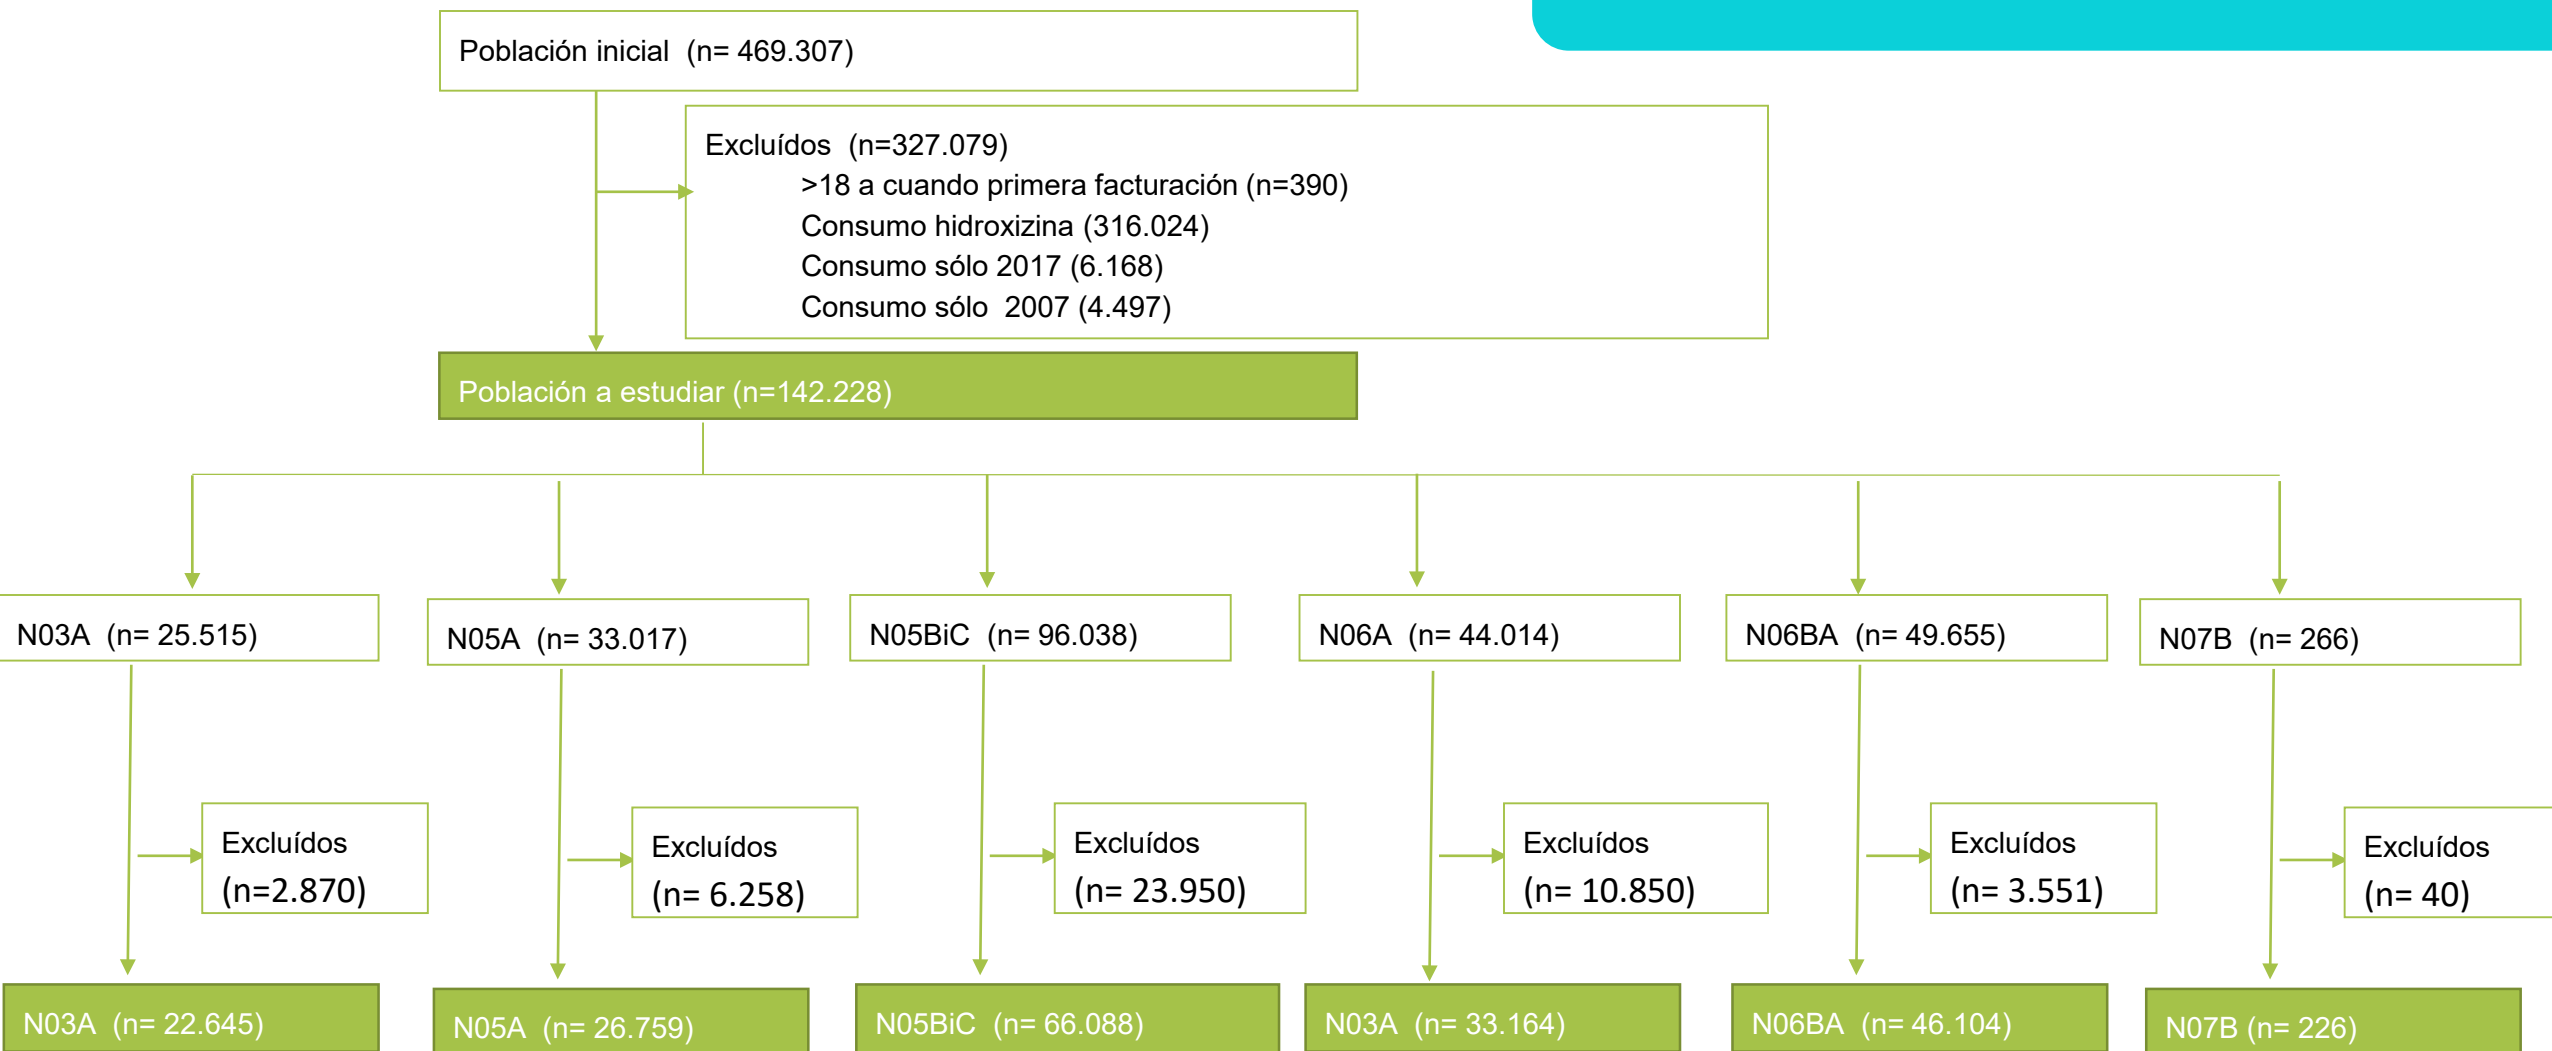 Población inicial (n= 469.307)
Excluídos (n=327.079)
>18 a cuando primera facturación (n=390)
Consumo hidroxizina (316.024)
Consumo sólo 2017 (6.168)
Consumo sólo 2007 (4.497)
Población a estudiar (n=142.228)
N03A (n= 25.515)
N05A (n= 33.017)
N05BiC (n= 96.038)
N06A (n= 44.014)
N06BA (n= 49.655)
N07B (n= 266)
Excluídos
(n=2.870)
Excluídos
(n= 6.258)
Excluídos
(n= 23.950)
Excluídos
(n= 10.850)
Excluídos
(n= 3.551)
Excluídos
(n= 40)
N03A (n= 22.645)
N05A (n= 26.759)
N05BiC (n= 66.088)
N03A (n= 33.164)
N06BA (n= 46.104)
N07B (n= 226)